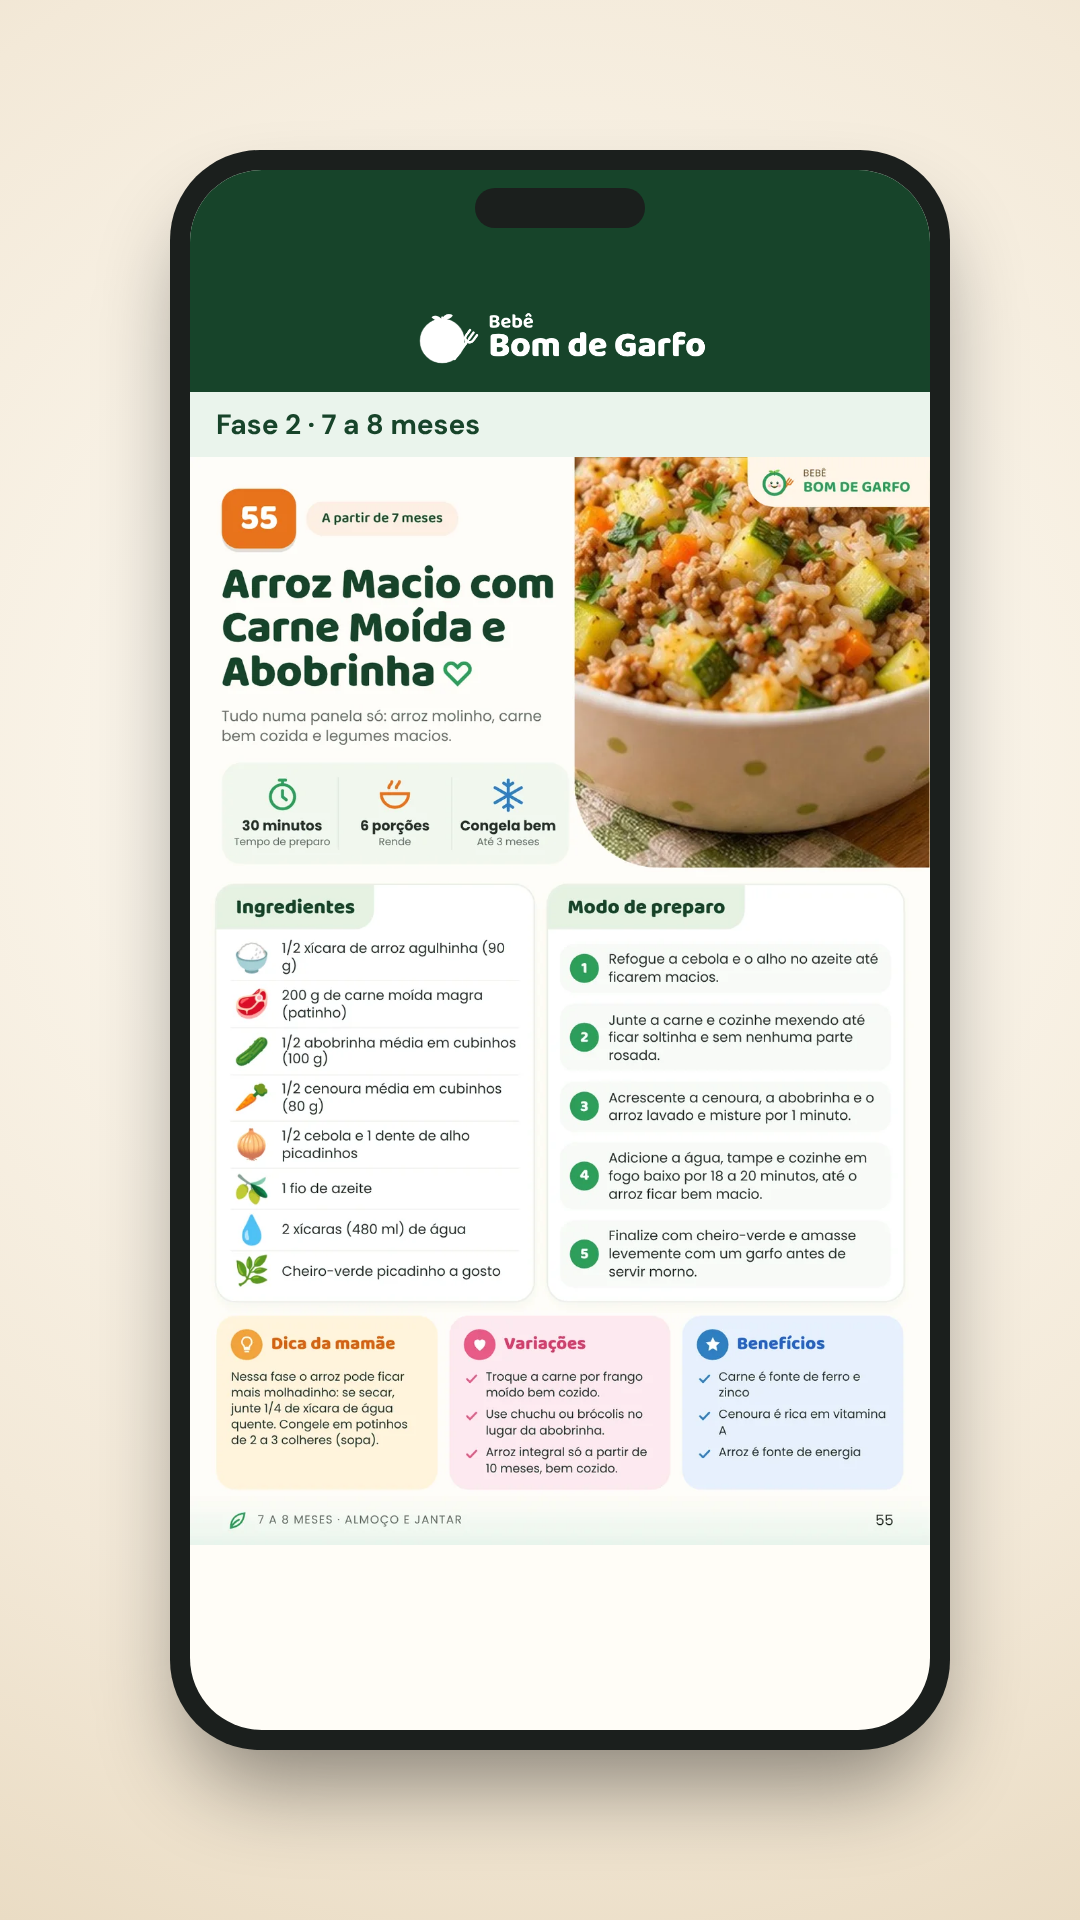 Bebê
Bom de Garfo
Fase 2 · 7 a 8 meses
BEBÊ
BOM DE GARFO
55
A partir de 7 meses
Arroz Macio com
Carne Moída e
Abobrinha
Tudo numa panela só: arroz molinho, carne
bem cozida e legumes macios.
30 minutos
Tempo de preparo
6 porções
Rende
Congela bem
Até 3 meses
Ingredientes
1/2 xícara de arroz agulhinha (90
g)
200 g de carne moída magra
(patinho)
1/2 abobrinha média em cubinhos
(100 g)
1/2 cenoura média em cubinhos
(80 g)
1/2 cebola e 1 dente de alho
picadinhos
1 fio de azeite
2 xícaras (480 ml) de água
Cheiro-verde picadinho a gosto
Modo de preparo
1
Refogue a cebola e o alho no azeite até
ficarem macios.
2
Junte a carne e cozinhe mexendo até
ficar soltinha e sem nenhuma parte
rosada.
3
Acrescente a cenoura, a abobrinha e o
arroz lavado e misture por 1 minuto.
4
Adicione a água, tampe e cozinhe em
fogo baixo por 18 a 20 minutos, até o
arroz ficar bem macio.
5
Finalize com cheiro-verde e amasse
levemente com um garfo antes de
servir morno.
Dica da mamãe
Nessa fase o arroz pode ficar
mais molhadinho: se secar,
junte 1/4 de xícara de água
quente. Congele em potinhos
de 2 a 3 colheres (sopa).
Variações
Troque a carne por frango
moído bem cozido.
Use chuchu ou brócolis no
lugar da abobrinha.
Arroz integral só a partir de
10 meses, bem cozido.
Benefícios
Carne é fonte de ferro e
zinco
Cenoura é rica em vitamina
A
Arroz é fonte de energia
7 A 8 MESES · ALMOÇO E JANTAR
55